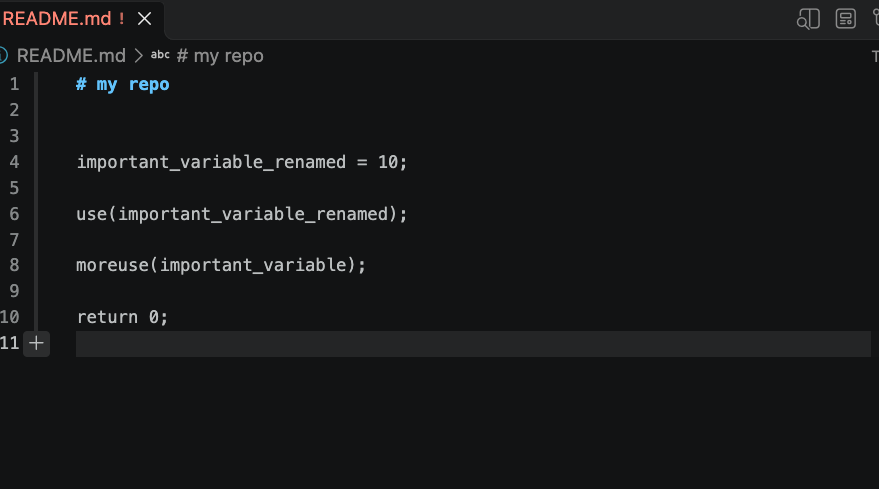 README.md !
README.md > abc # my repo
1 # my repo
2
3
4 important_variable_renamed = 10;
5
6 use(important_variable_renamed);
7
8 moreuse(important_variable);
9
10 return 0;
11